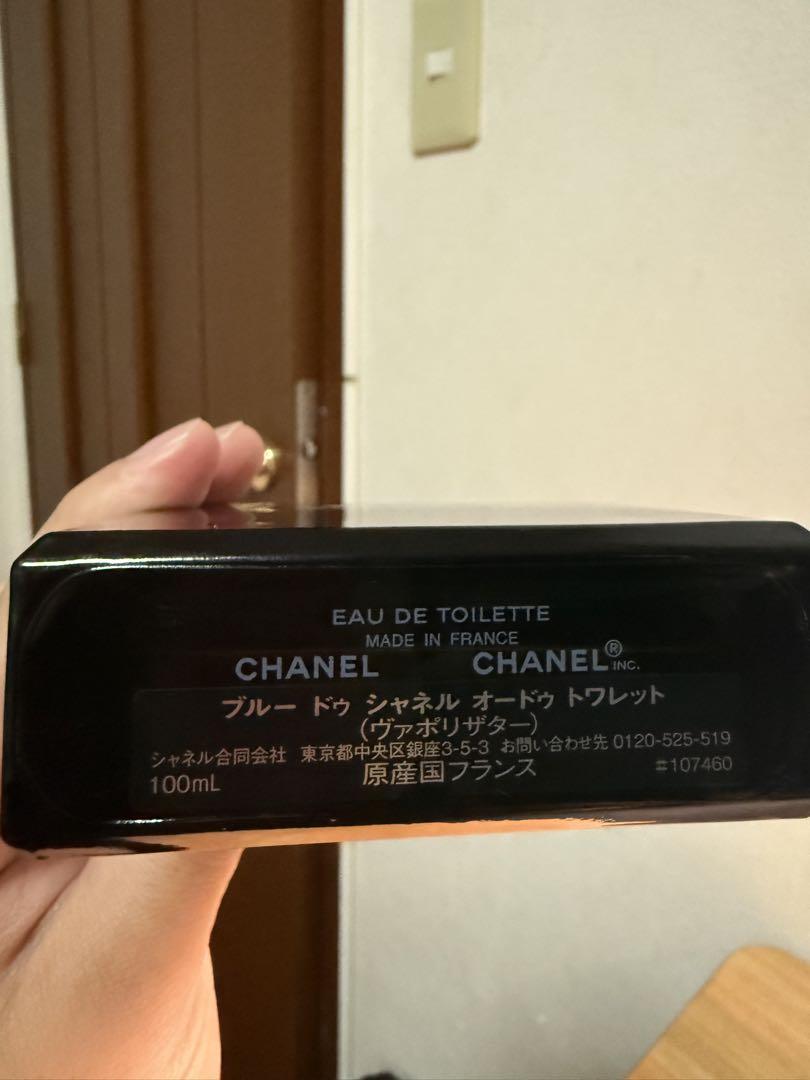 EAU DE TOILETTE
MADE IN FRANCE
CHANEL CHANEL® INC.
ブルー ドゥ シャネル オードゥ トワレット
(ヴァポリザター)
シャネル合同会社 東京都中央区銀座3-5-3 お問い合わせ先 0120-525-519
100mL 原産国フランス #107460